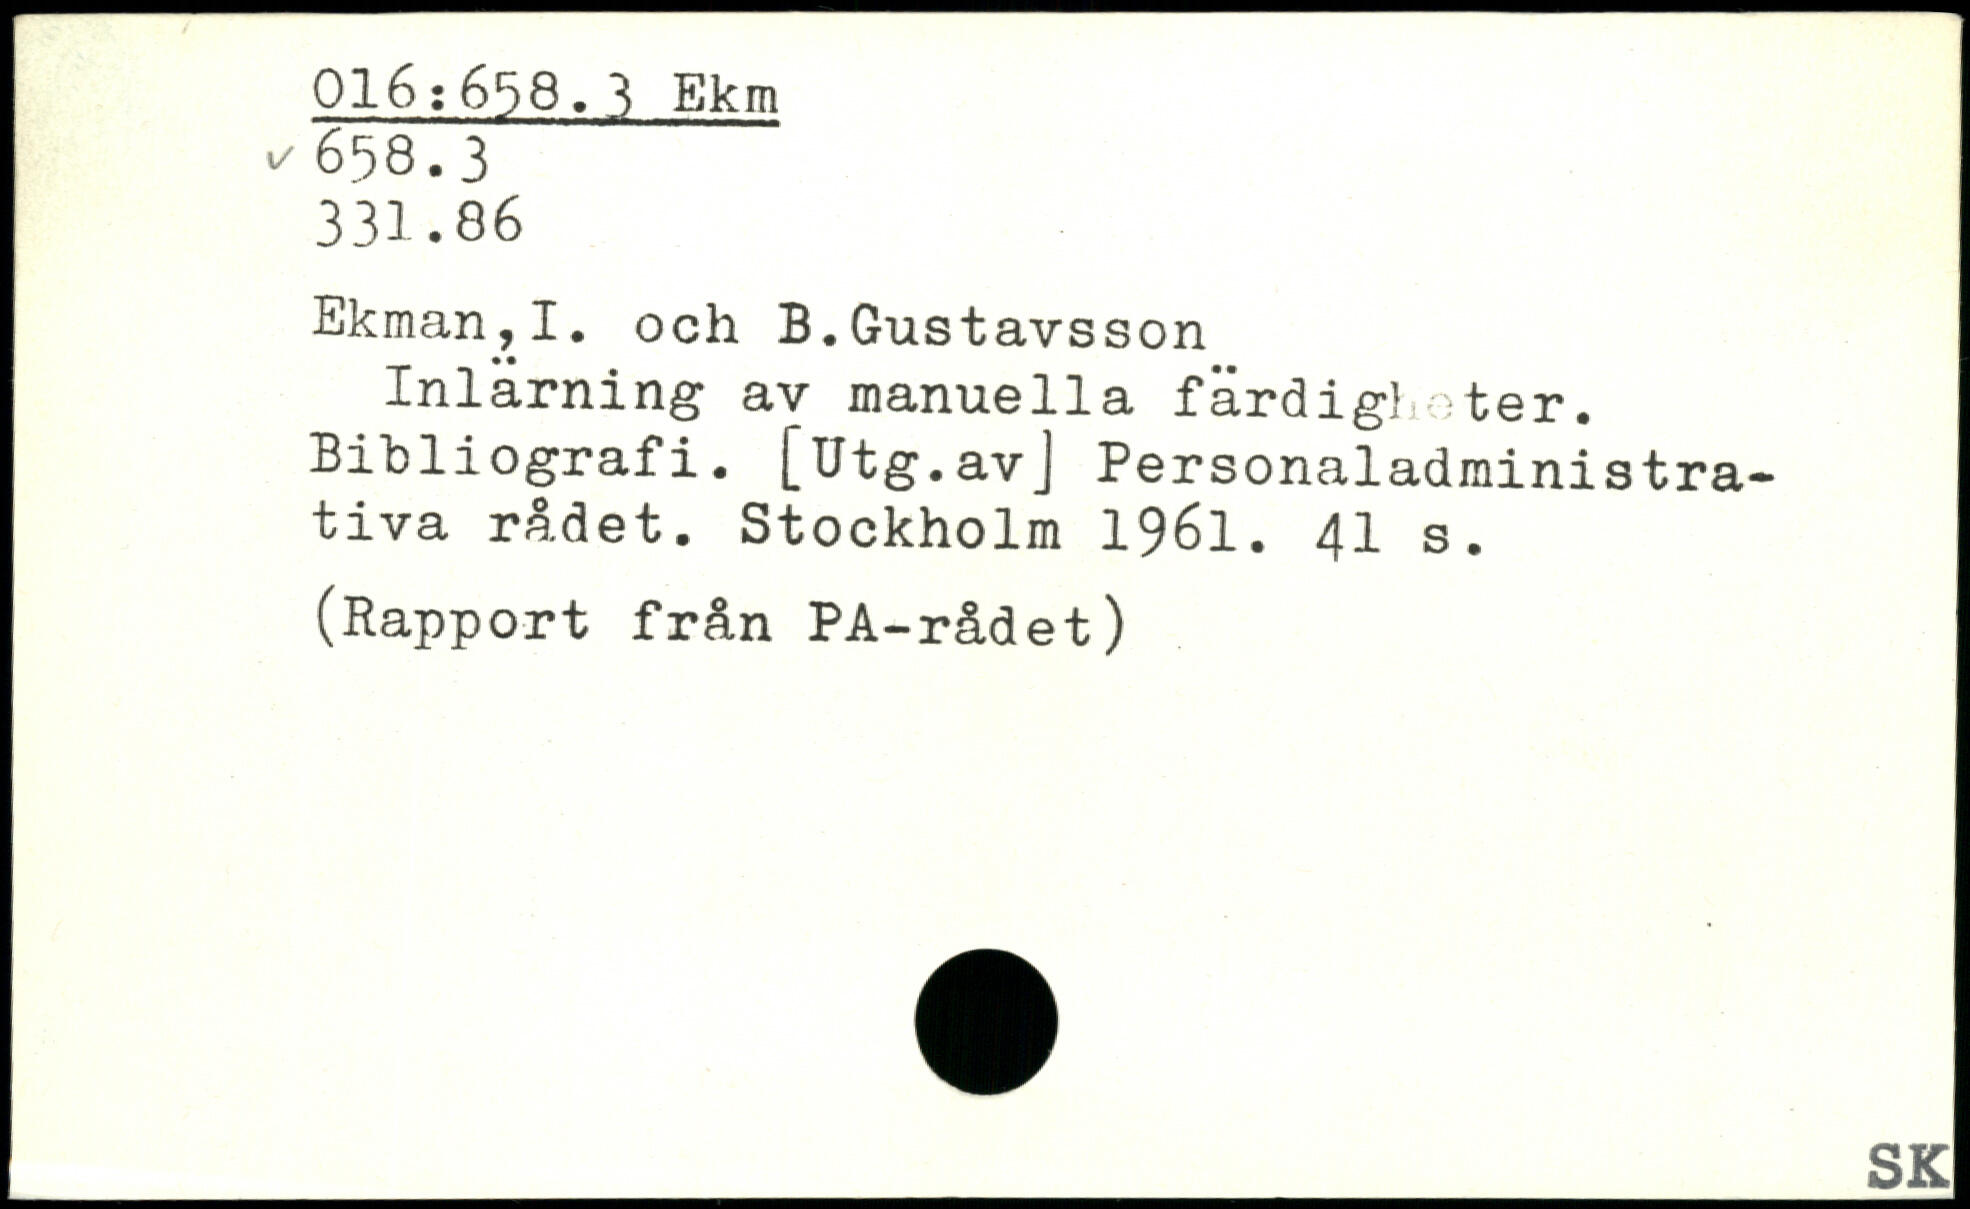 016:658.3 Ekm
✓ 658.3
331.86
Ekman,I. och B.Gustavsson
Inlärning av manuella färdigheter.
Bibliografi. [Utg.av] Personaladministra-
tiva rådet. Stockholm 1961. 41 s.
(Rapport från PA-rådet)
SK